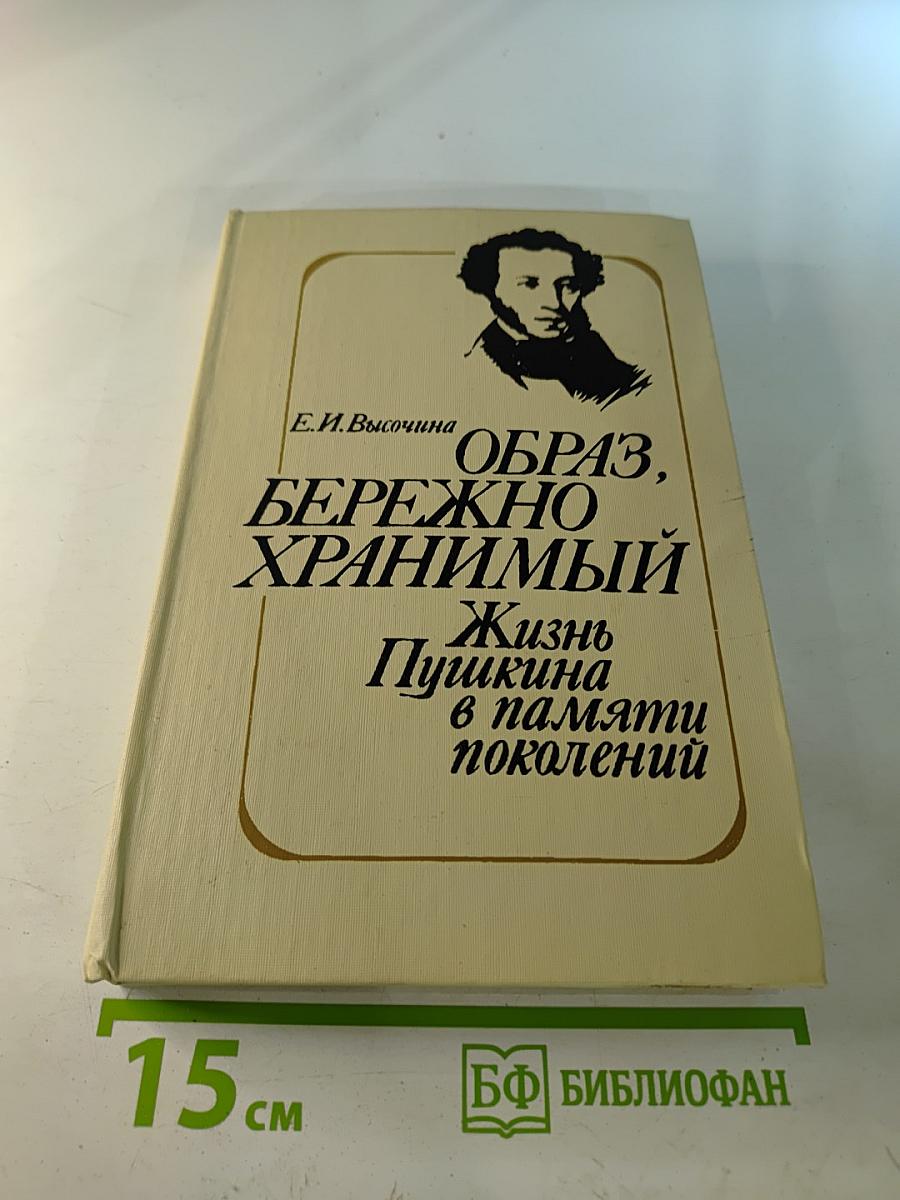 Е.И.Высочина
ОБРАЗ,
БЕРЕЖНО
ХРАНИМЫЙ
Жизнь
Пушкина
в памяти
поколений
15 см
БФ БИБЛИОФАН